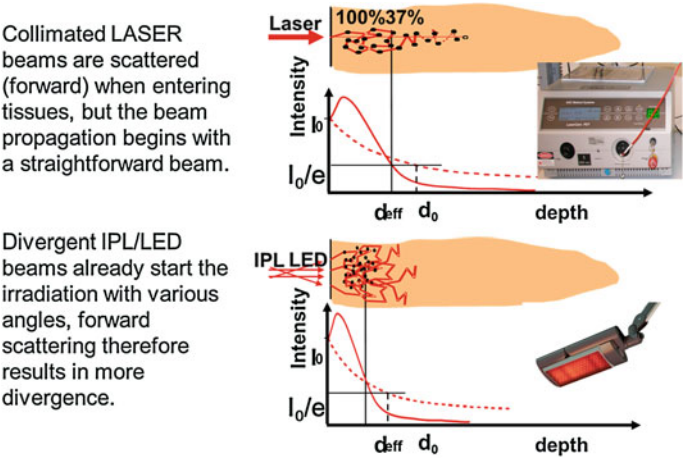 Collimated LASER
beams are scattered
(forward) when entering
tissues, but the beam
propagation begins with
a straightforward beam.
Laser
100%37%
Intensity
I₀
I₀/e
deff
d₀
depth
Divergent IPL/LED
beams already start the
irradiation with various
angles, forward
scattering therefore
results in more
divergence.
IPL LED
Intensity
I₀
I₀/e
deff
d₀
depth